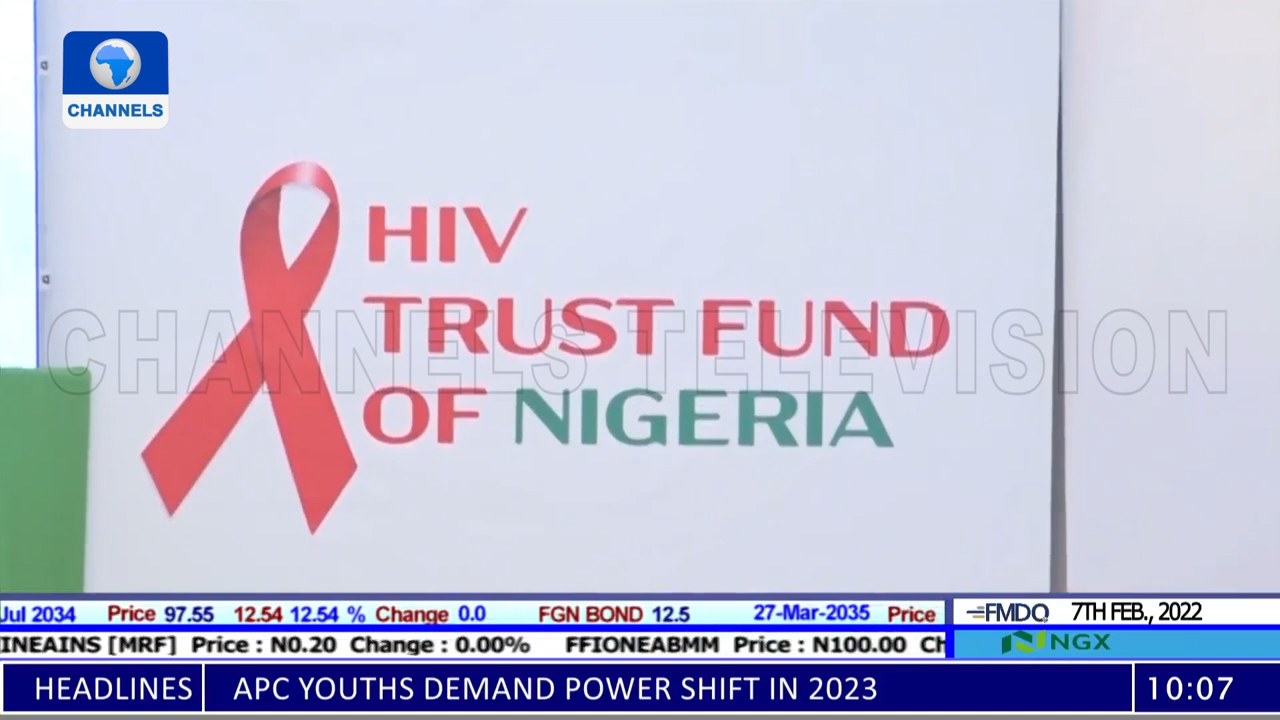 CHANNELS
HIV
TRUST FUND
OF NIGERIA
CHANNELS TELEVISION
Jul 2034 Price 97.55 12.54 12.54 % Change 0.0 FGN BOND 12.5 27-Mar-2035 Price
FMDQ 7TH FEB., 2022
INEAINS [MRF] Price : N0.20 Change : 0.00% FFIONEABMM Price : N100.00 Ch
NGX
HEADLINES APC YOUTHS DEMAND POWER SHIFT IN 2023 10:07